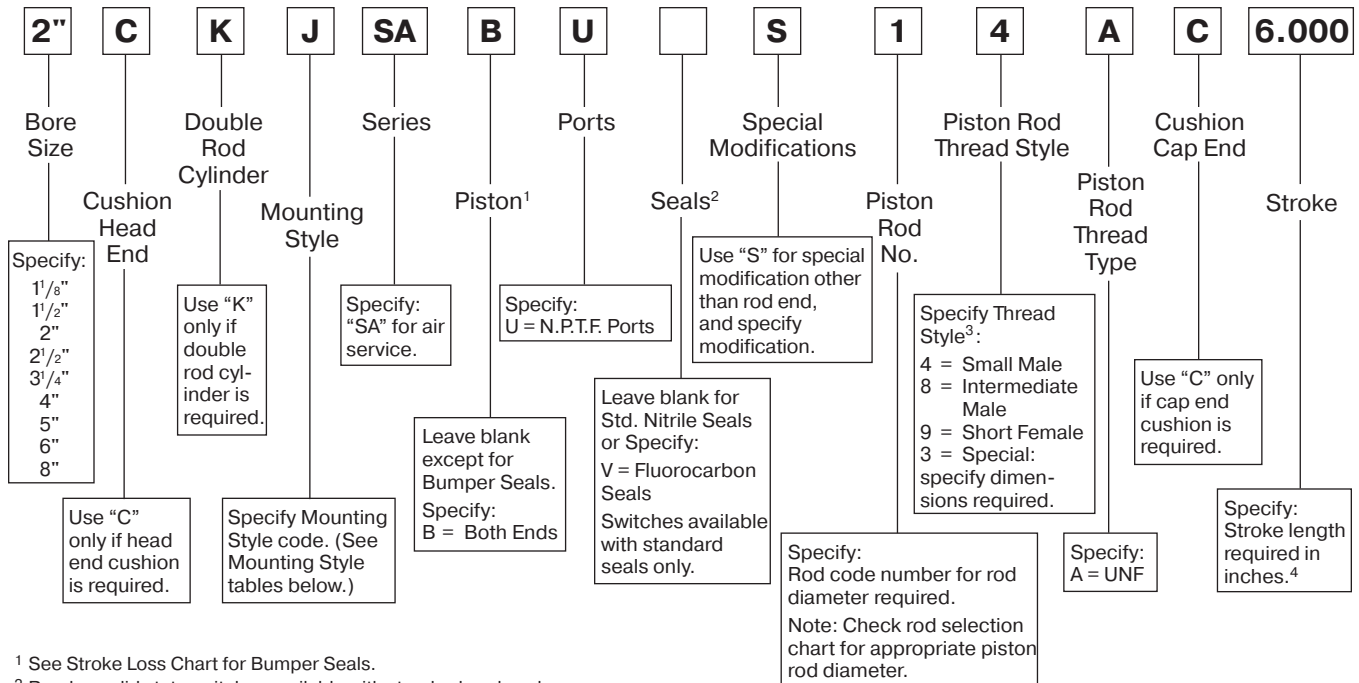 2" C K J SA B U S 1 4 A C 6.000
Bore
Size
Cushion
Head
End
Double
Rod
Cylinder
Mounting
Style
Series
Piston¹
Ports
Seals²
Special
Modifications
Piston
Rod
No.
Piston Rod
Thread Style
Piston
Rod
Thread
Type
Cushion
Cap End
Stroke
Specify:
1¹/₈"
1¹/₂"
2"
2¹/₂"
3¹/₄"
4"
5"
6"
8"
Use “C”
only if head
end cushion
is required.
Use “K”
only if
double
rod cyl-
inder is
required.
Specify Mounting
Style code. (See
Mounting Style
tables below.)
Specify:
“SA” for air
service.
Leave blank
except for
Bumper Seals.
Specify:
B = Both Ends
Specify:
U = N.P.T.F. Ports
Leave blank for
Std. Nitrile Seals
or Specify:
V = Fluorocarbon
Seals
Switches available
with standard
seals only.
Use “S” for special
modification other
than rod end,
and specify
modification.
Specify:
Rod code number for rod
diameter required.
Note: Check rod selection
chart for appropriate piston
rod diameter.
Specify Thread
Style³:
4 = Small Male
8 = Intermediate
Male
9 = Short Female
3 = Special:
specify dimen-
sions required.
Specify:
A = UNF
Use “C” only
if cap end
cushion is
required.
Specify:
Stroke length
required in
inches.⁴
¹ See Stroke Loss Chart for Bumper Seals.